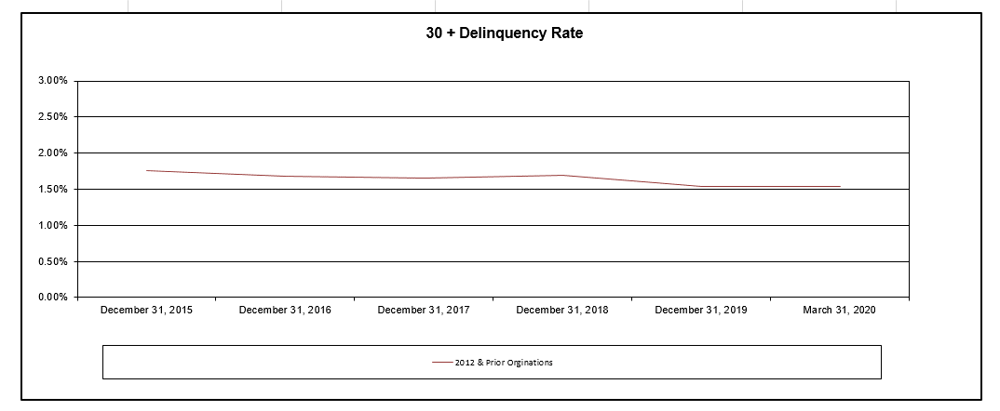 30 + Delinquency Rate
3.00%
2.50%
2.00%
1.50%
1.00%
0.50%
0.00%
December 31, 2015
December 31, 2016
December 31, 2017
December 31, 2018
December 31, 2019
March 31, 2020
2012 & Prior Orginations